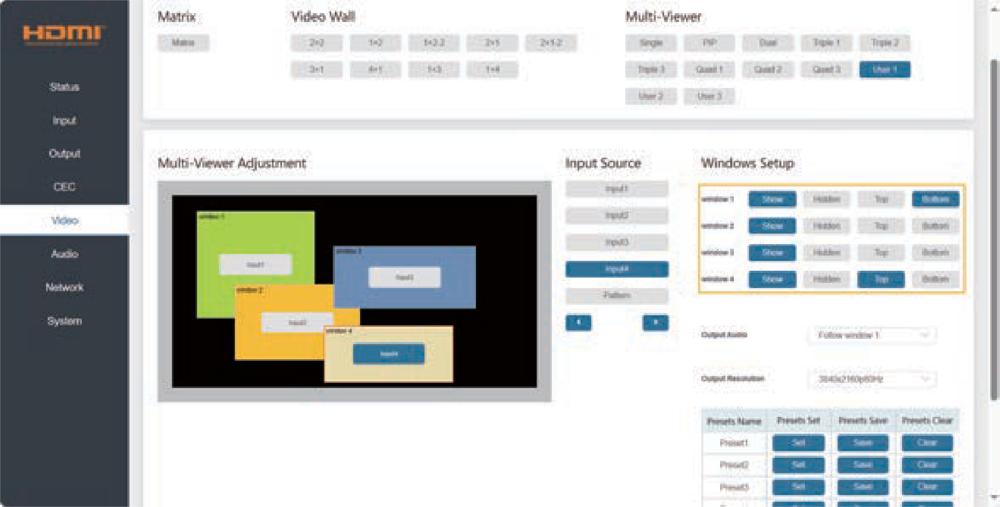 HDMI
Status
Input
Output
CEC
Video
Audio
Network
System
Matrix
Matrix
Video Wall
2×2 1×2 1×2.2 2×1 2×1.2
3×1 4×1 1×3 1×4
Multi-Viewer
Single PIP Dual Triple 1 Triple 2
Triple 3 Quad 1 Quad 2 Quad 3 User 1
User 2 User 3
Multi-Viewer Adjustment
window 1
Input1
window 3
Input3
window 2
Input2
window 4
Input4
Input Source
Input1
Input2
Input3
Input4
Pattern
Windows Setup
window 1 Show Hidden Top Bottom
window 2 Show Hidden Top Bottom
window 3 Show Hidden Top Bottom
window 4 Show Hidden Top Bottom
Output Audio Follow window 1
Output Resolution 3840x2160p60Hz
Presets Name Presets Set Presets Save Presets Clear
Preset1 Set Save Clear
Preset2 Set Save Clear
Preset3 Set Save Clear